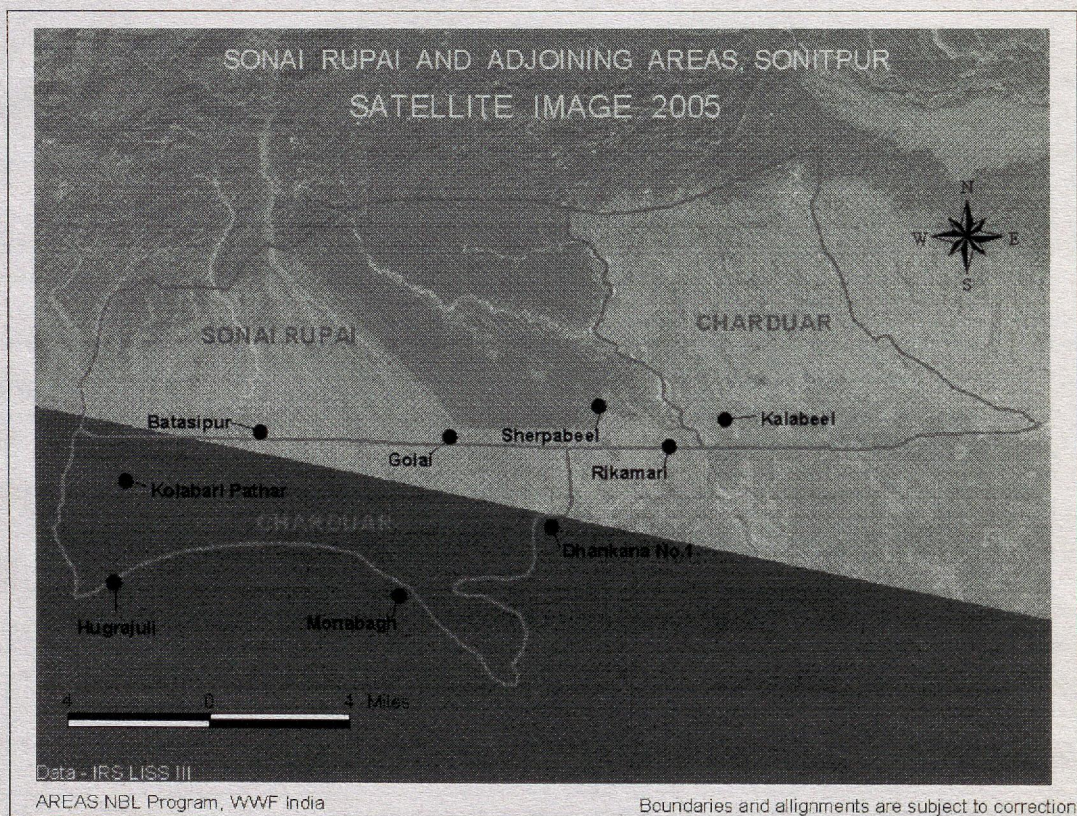 SONAI RUPAI AND ADJOINING AREAS, SONITPUR
SATELLITE IMAGE 2005
N
W E
S
SONAI RUPAI
CHARDUAR
Batasipur
Golai
Sherpabeel
Kalabeel
Rikamari
Kolabari Pathar
CHARDUAR
Dhankana No.1
Hugrajuli
Morrabagh
4 0 4 Miles
Data - IRS LISS III
AREAS NBL Program, WWF India
Boundaries and allignments are subject to correction